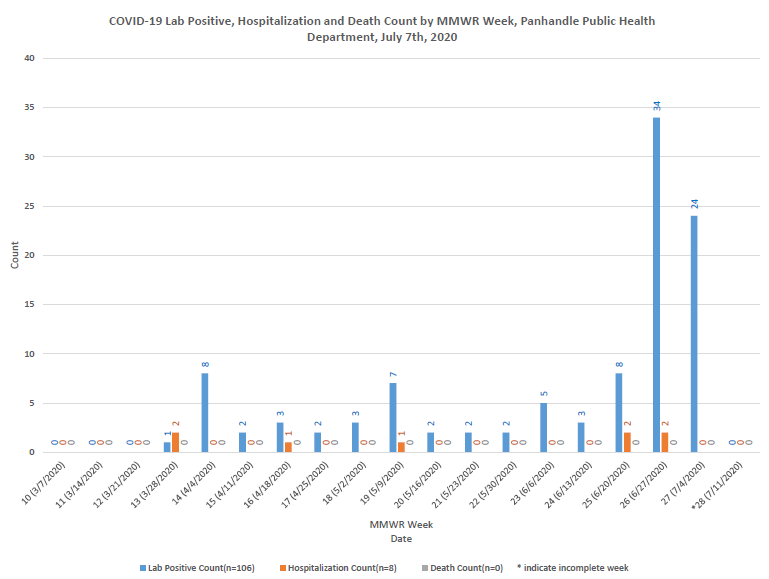 COVID-19 Lab Positive, Hospitalization and Death Count by MMWR Week, Panhandle Public Health
Department, July 7th, 2020
40
35
30
25
20
15
10
5
0
Count
0 0 0
0 0 0
0 0 0
1 2 0
8 0 0
2 0 0
3 1 0
2 0 0
3 0 0
7 1 0
2 0 0
2 0 0
2 0 0
5 0 0
3 0 0
8 2 0
34 2 0
24 0 0
0 0 0
10 (3/7/2020)
11 (3/14/2020)
12 (3/21/2020)
13 (3/28/2020)
14 (4/4/2020)
15 (4/11/2020)
16 (4/18/2020)
17 (4/25/2020)
18 (5/2/2020)
19 (5/9/2020)
20 (5/16/2020)
21 (5/23/2020)
22 (5/30/2020)
23 (6/6/2020)
24 (6/13/2020)
25 (6/20/2020)
26 (6/27/2020)
27 (7/4/2020)
*28 (7/11/2020)
MMWR Week
Date
Lab Positive Count(n=106) Hospitalization Count(n=8) Death Count(n=0) * indicate incomplete week